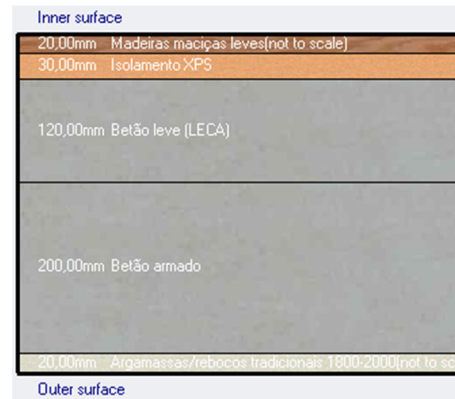 Inner surface
20,00mm Madeiras maciças leves(not to scale)
30,00mm Isolamento XPS
120,00mm Betão leve (LECA)
200,00mm Betão armado
20,00mm Argamassas/rebocos tradicionais 1800-2000(not to sc
Outer surface